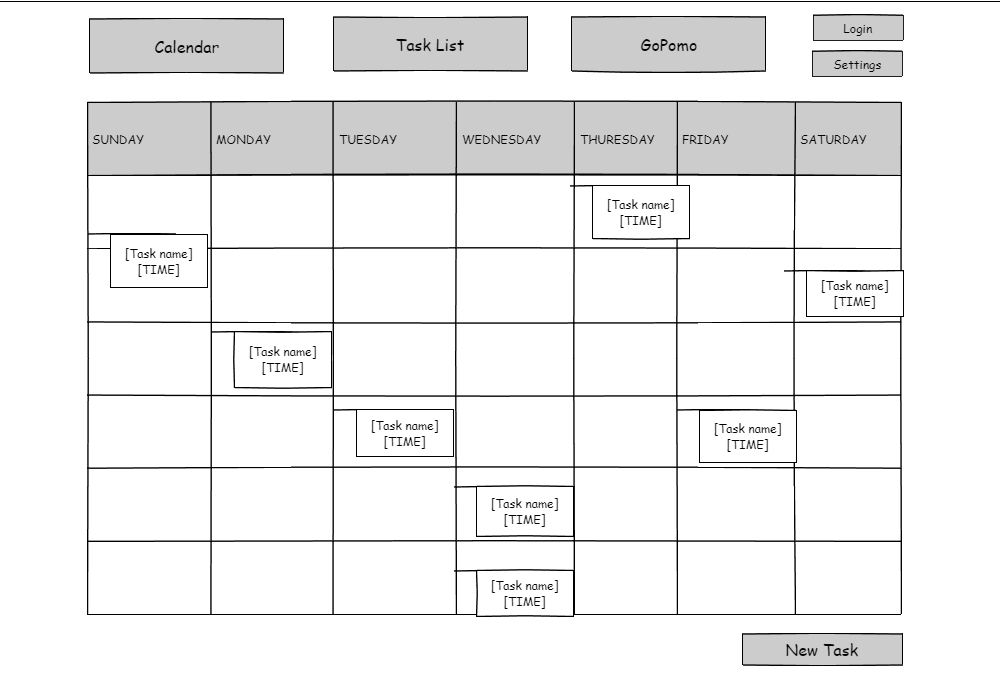 Calendar
Task List
GoPomo
Login
Settings
SUNDAY
MONDAY
TUESDAY
WEDNESDAY
THURESDAY
FRIDAY
SATURDAY
[Task name]
[TIME]
[Task name]
[TIME]
[Task name]
[TIME]
[Task name]
[TIME]
[Task name]
[TIME]
[Task name]
[TIME]
[Task name]
[TIME]
[Task name]
[TIME]
New Task